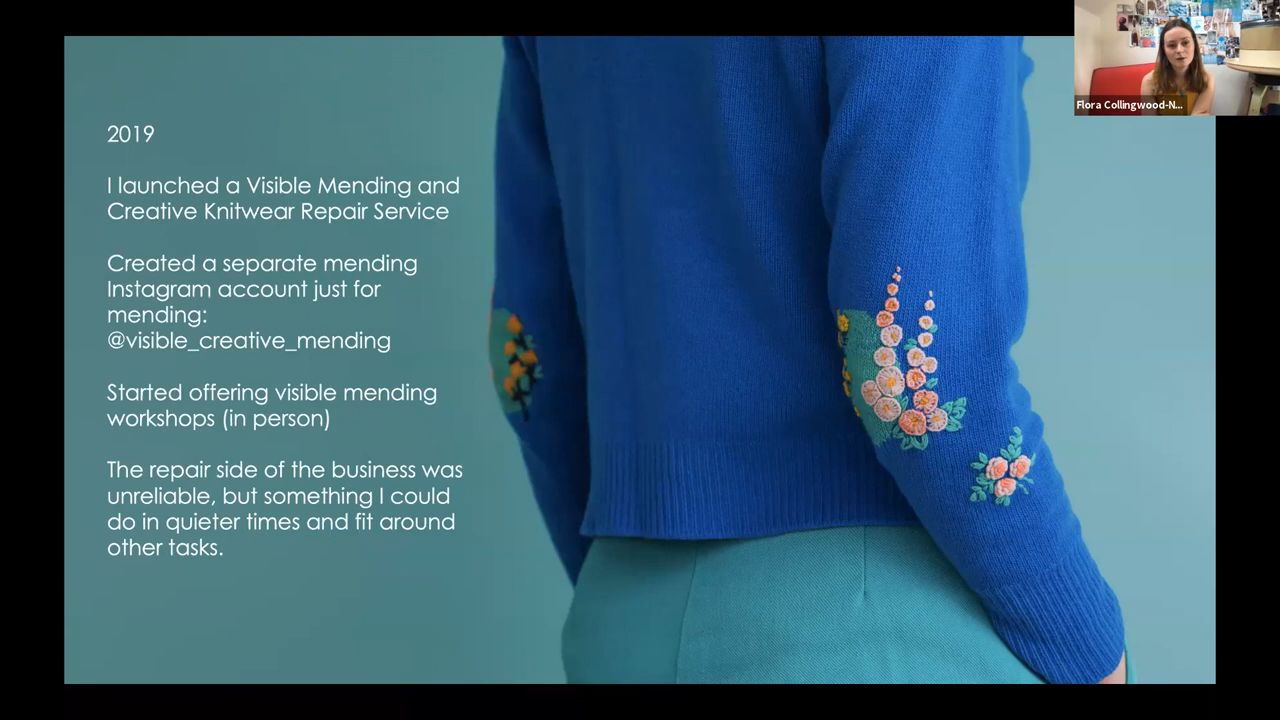 2019
I launched a Visible Mending and
Creative Knitwear Repair Service
Created a separate mending
Instagram account just for
mending:
@visible_creative_mending
Started offering visible mending
workshops (in person)
The repair side of the business was
unreliable, but something I could
do in quieter times and fit around
other tasks.
Flora Collingwood-N...